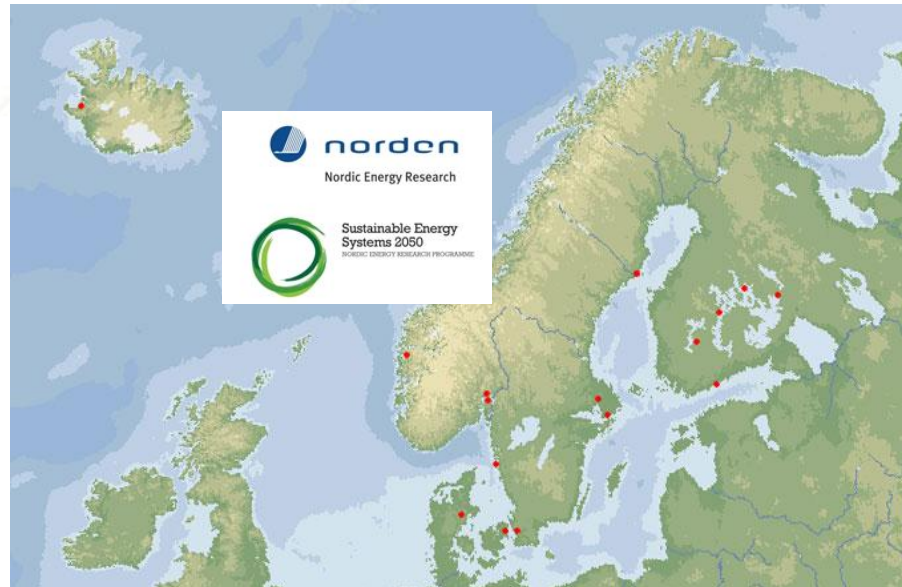 norden
Nordic Energy Research
Sustainable Energy
Systems 2050
NORDIC ENERGY RESEARCH PROGRAMME